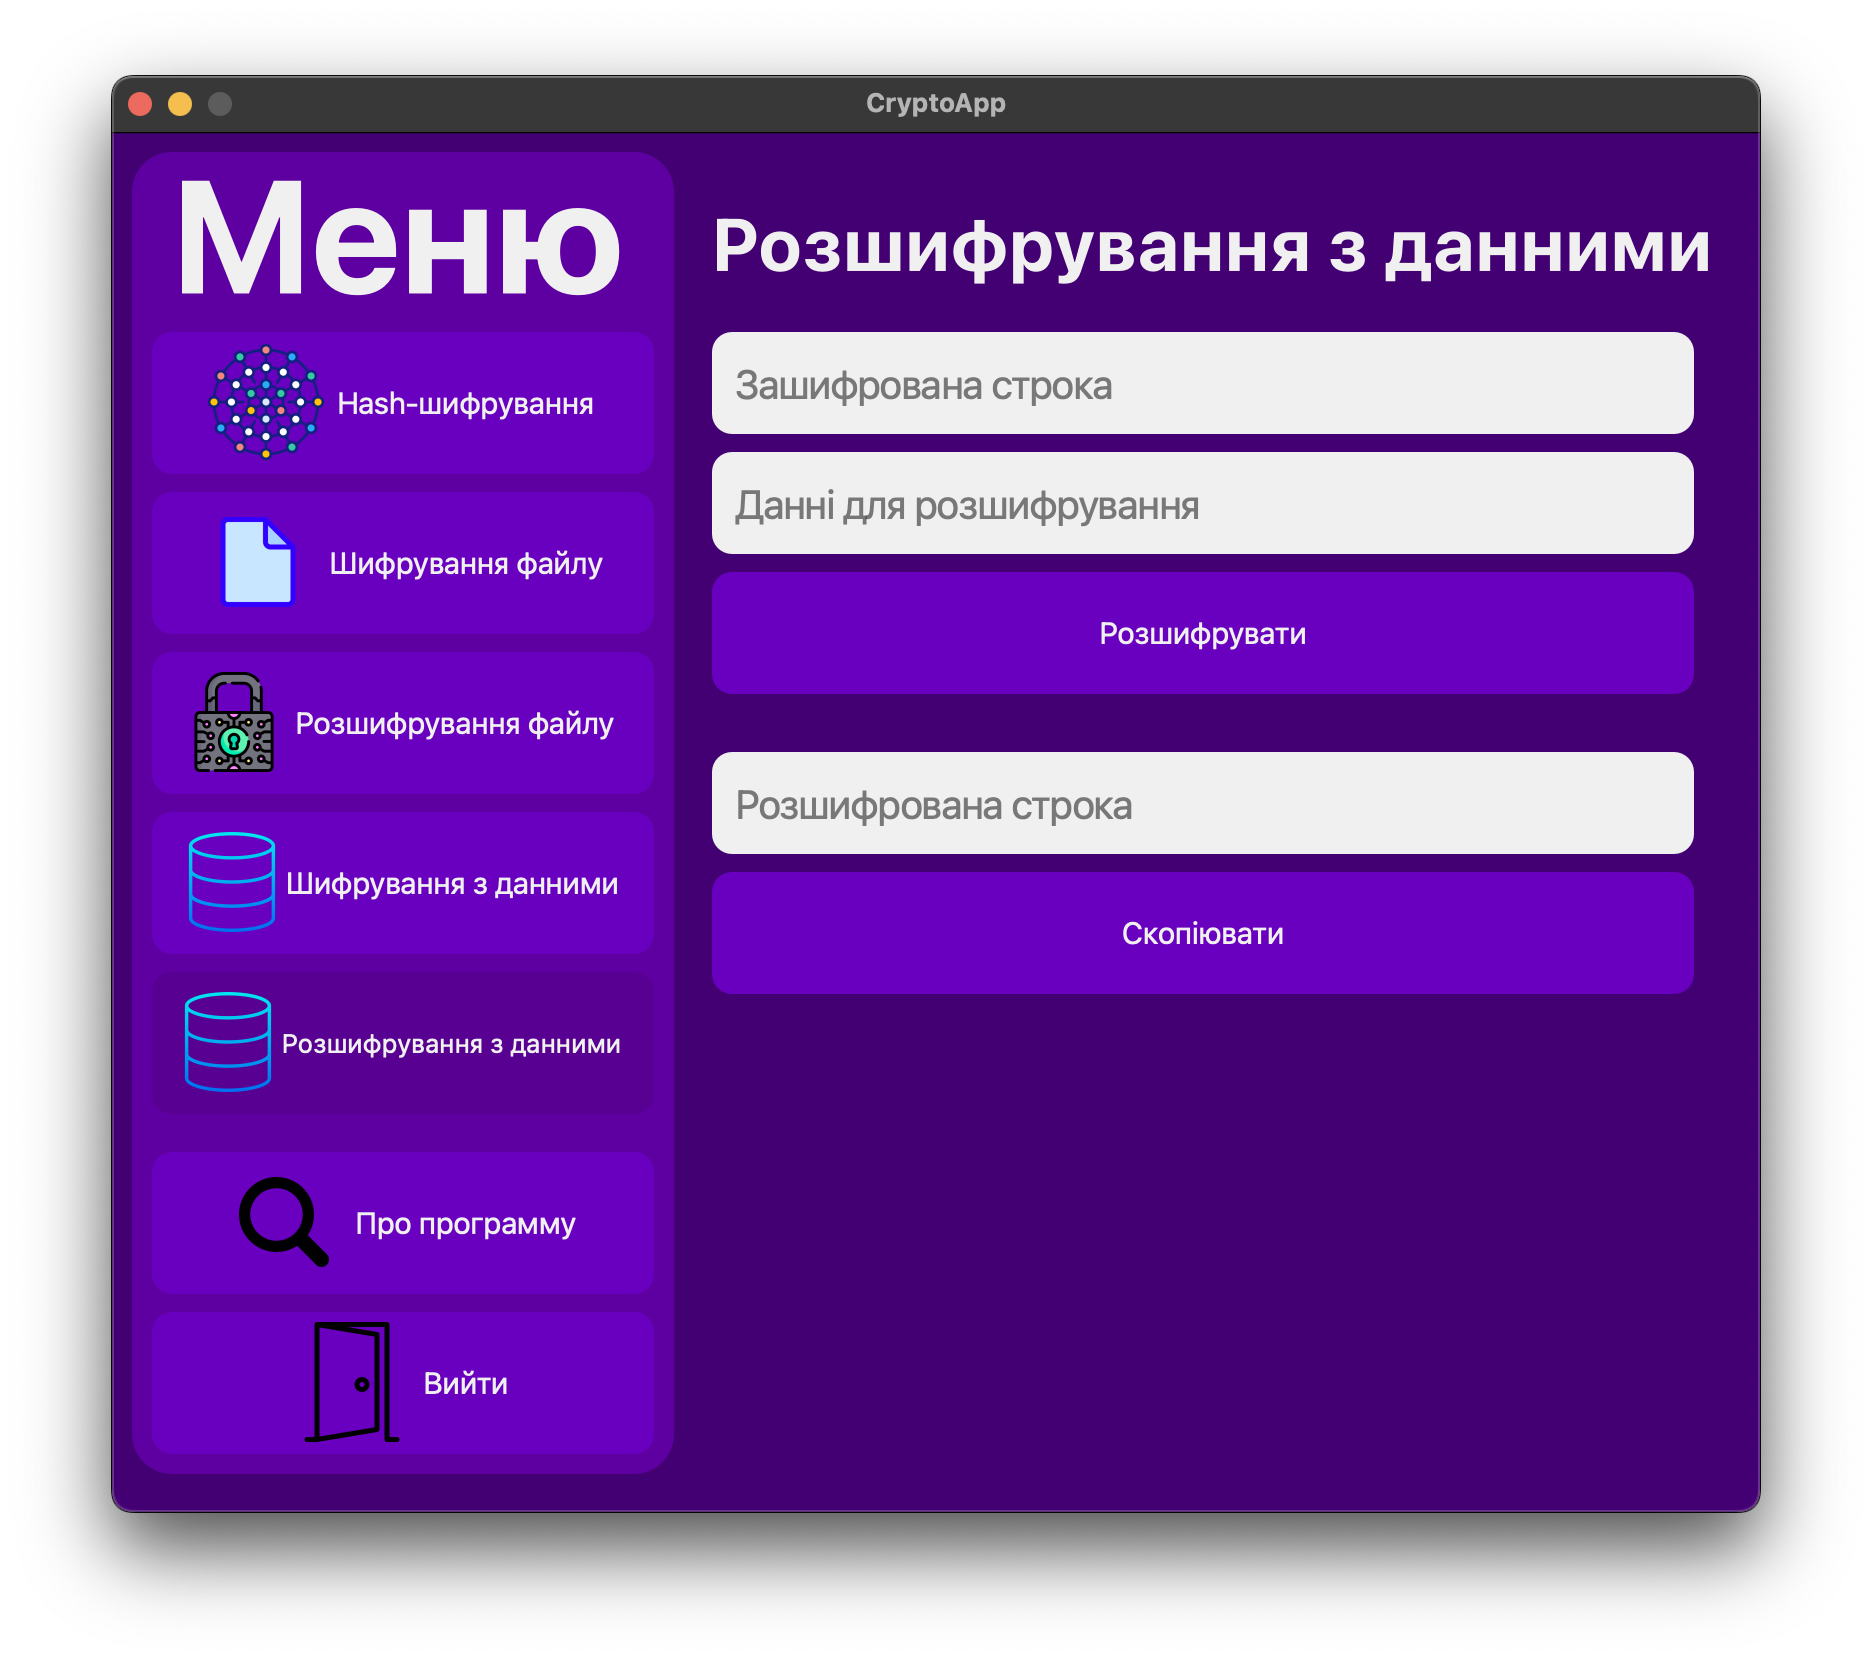 CryptoApp
Меню
Hash-шифрування
Шифрування файлу
Розшифрування файлу
Шифрування з данними
Розшифрування з данними
Про программу
Вийти
Розшифрування з данними
Зашифрована строка
Данні для розшифрування
Розшифрувати
Розшифрована строка
Скопіювати